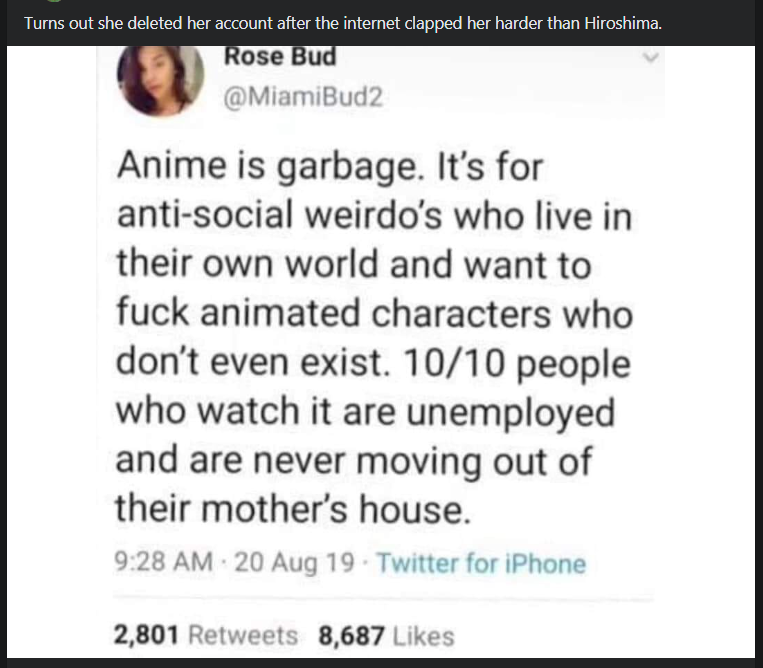 Turns out she deleted her account after the internet clapped her harder than Hiroshima.
Rose Bud
@MiamiBud2
Anime is garbage. It's for
anti-social weirdo's who live in
their own world and want to
fuck animated characters who
don't even exist. 10/10 people
who watch it are unemployed
and are never moving out of
their mother's house.
9:28 AM · 20 Aug 19 · Twitter for iPhone
2,801 Retweets 8,687 Likes